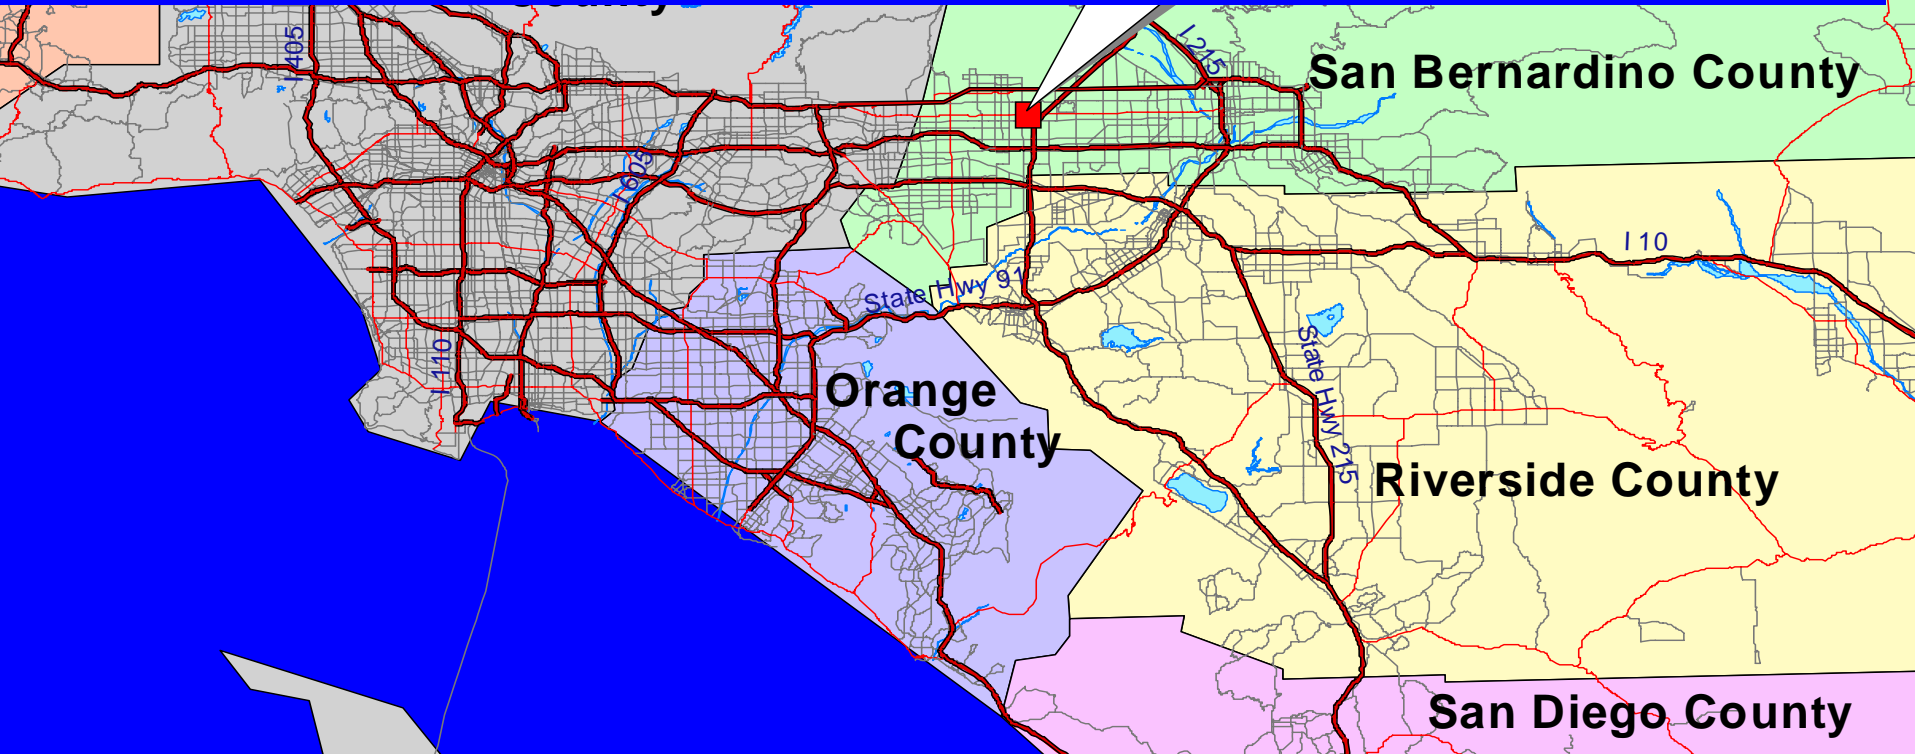 County
I 405
I 215
San Bernardino County
I 605
I 10
State Hwy 91
I 110
State Hwy 215
Orange
County
Riverside County
San Diego County